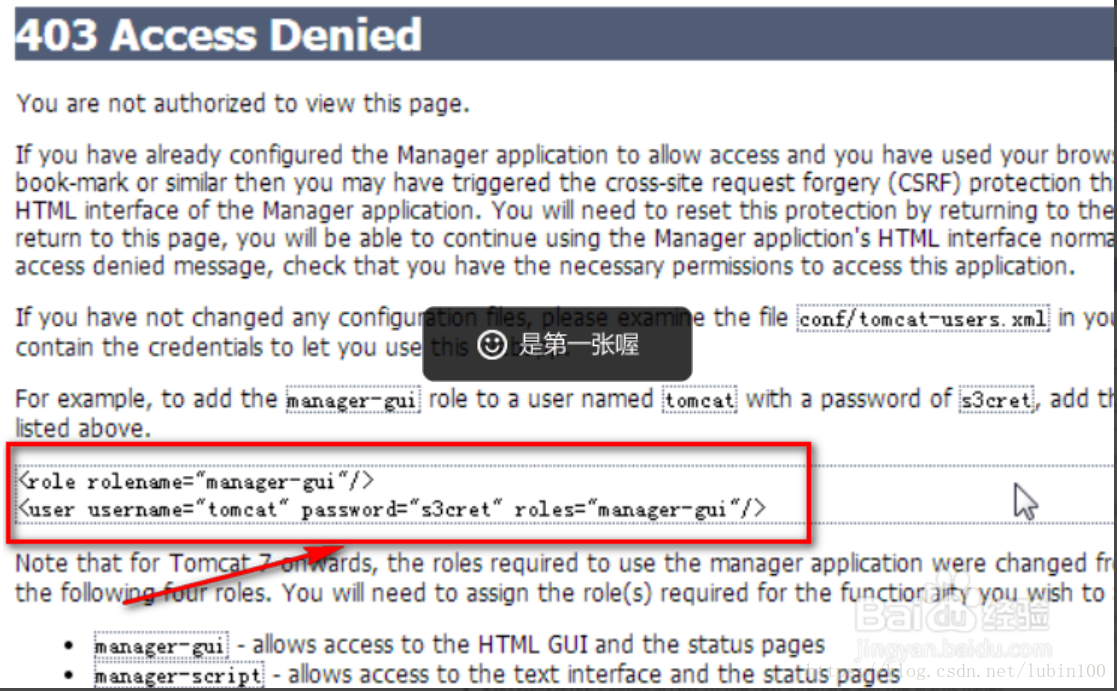 403 Access Denied
You are not authorized to view this page.
If you have already configured the Manager application to allow access and you have used your brows
book-mark or similar then you may have triggered the cross-site request forgery (CSRF) protection th
HTML interface of the Manager application. You will need to reset this protection by returning to the
return to this page, you will be able to continue using the Manager appliction's HTML interface norma
access denied message, check that you have the necessary permissions to access this application.
If you have not changed any configuration files, please examine the file conf/tomcat-users.xml in you
contain the credentials to let you use this
是第一张喔
For example, to add the manager-gui role to a user named tomcat with a password of s3cret, add th
listed above.
<role rolename="manager-gui"/>
<user username="tomcat" password="s3cret" roles="manager-gui"/>
Note that for Tomcat 7 onwards, the roles required to use the manager application were changed fr
the following four roles. You will need to assign the role(s) required for the functionality you wish to
manager-gui - allows access to the HTML GUI and the status pages
manager-script - allows access to the text interface and the status pages
Baidu 经验
jingyan.baidu.com
https://blog.csdn.net/lubin100